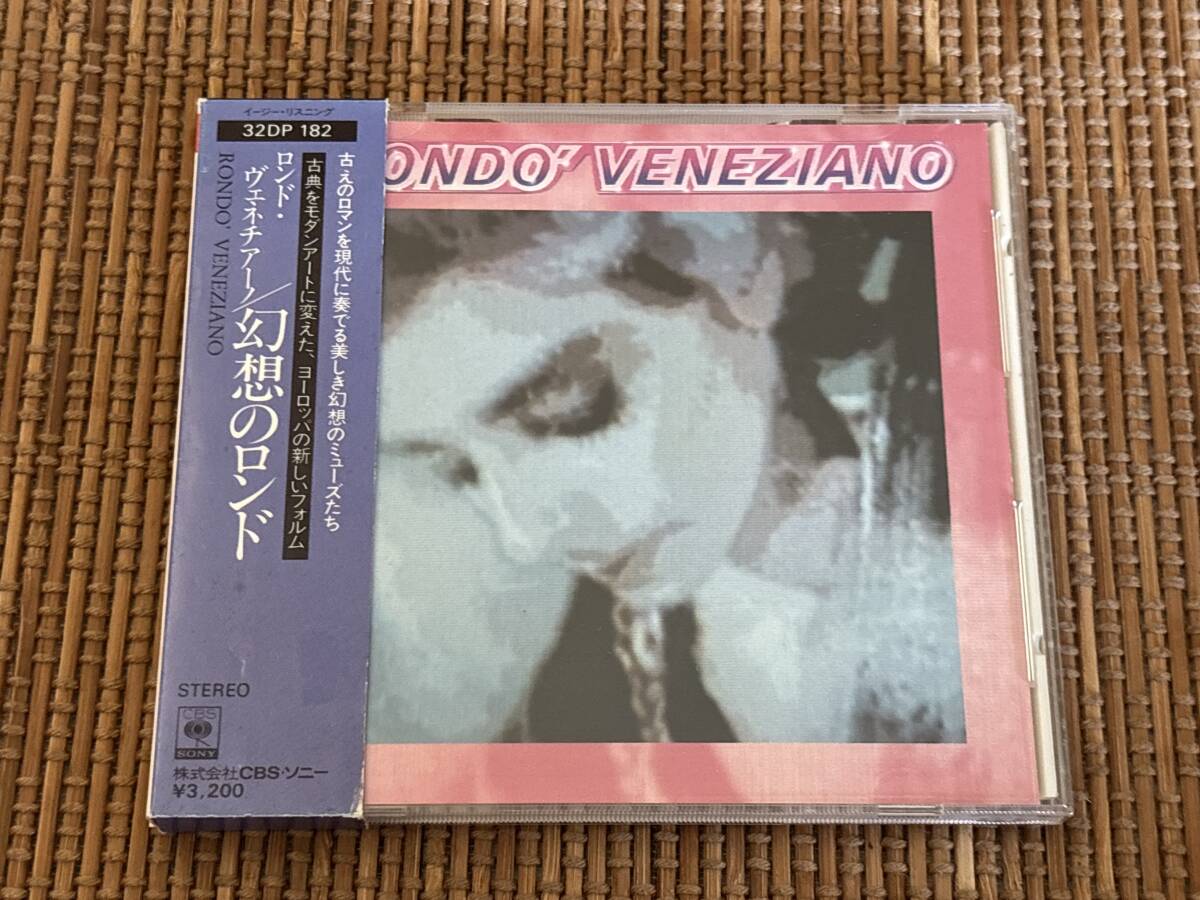 イージー・リスニング
32DP 182
古えのロマンを現代に奏でる美しき幻想のミューズたち
古典をモダンアートに変えた、ヨーロッパの新しいフォルム
ロンド・
ヴェネチアーノ/幻想のロンド
RONDO' VENEZIANO
STEREO
CBS
SONY
株式会社CBS・ソニー
¥3,200
ONDO' VENEZIANO